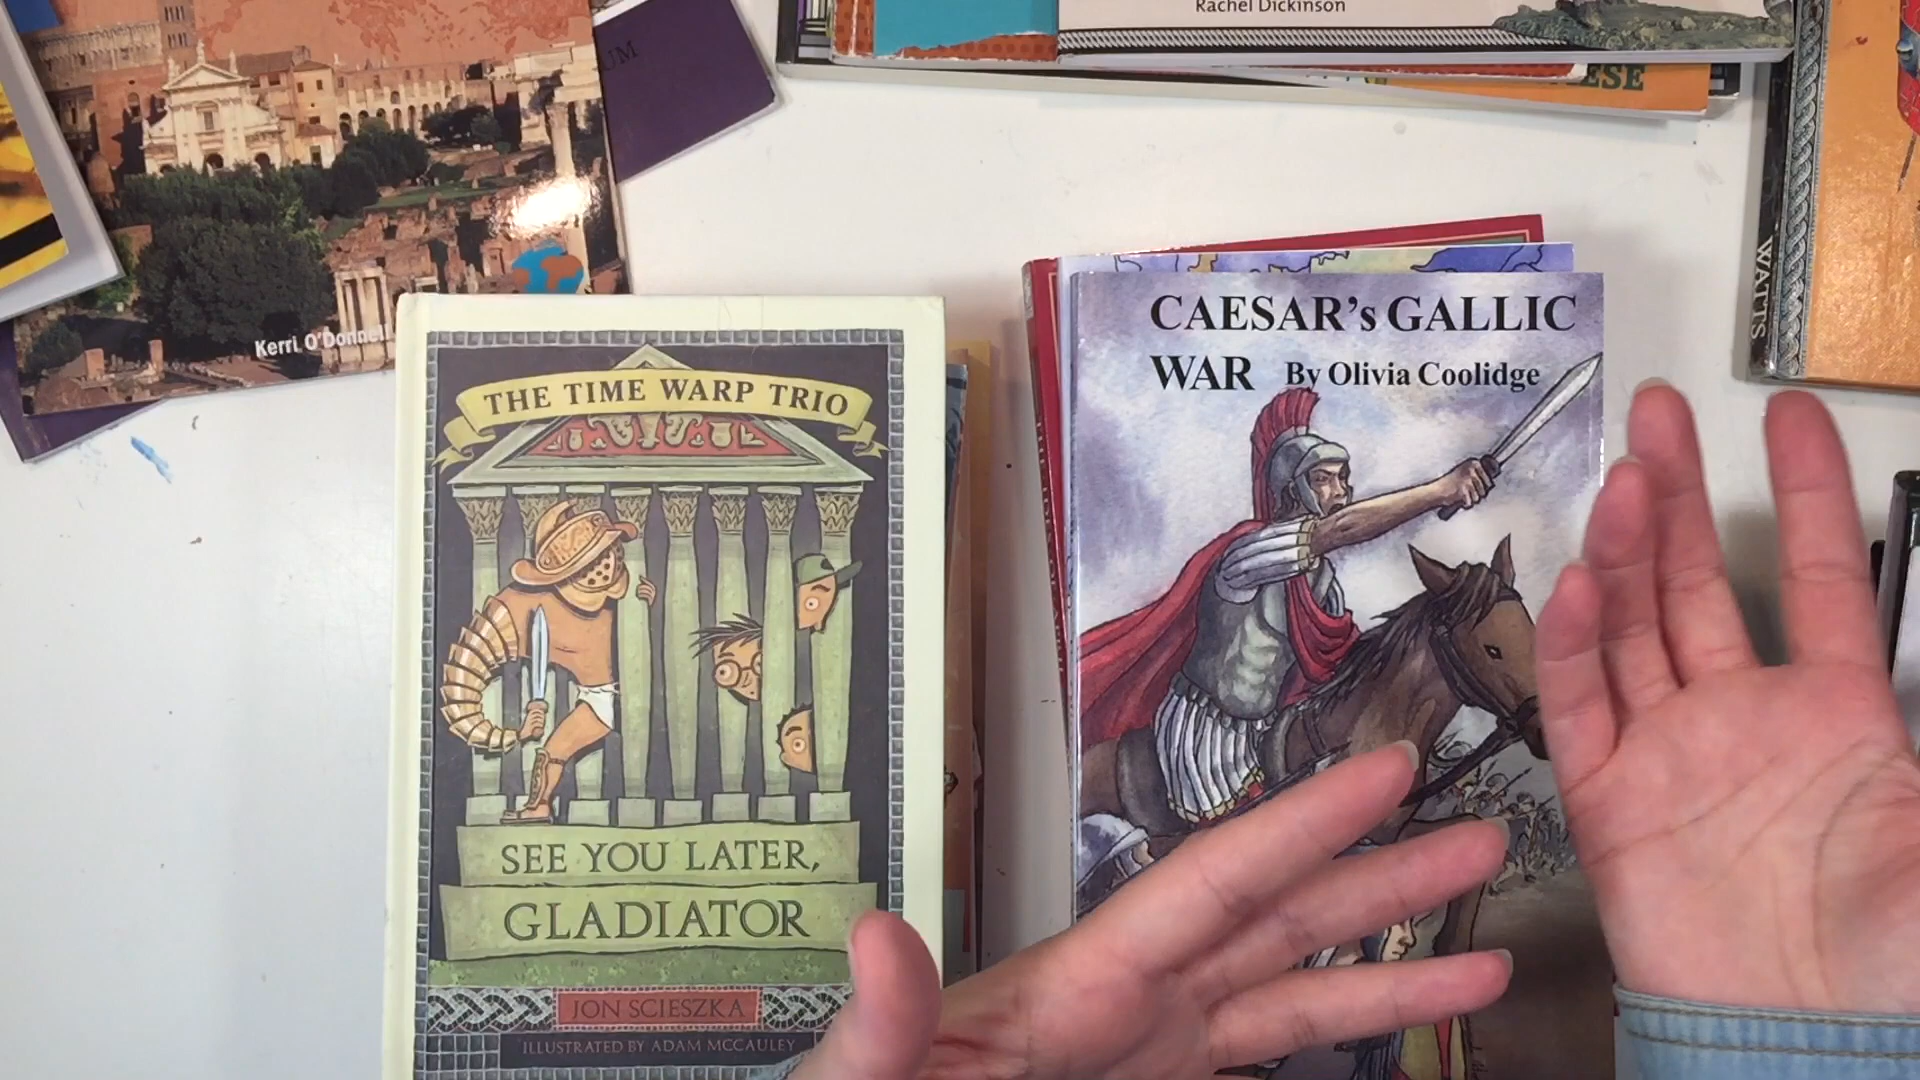 Rachel Dickinson
UM
ESE
WATTS
Kerri O'Donnell
THE TIME WARP TRIO
SEE YOU LATER,
GLADIATOR
JON SCIESZKA
ILLUSTRATED BY ADAM MCCAULEY
CAESAR's GALLIC
WAR By Olivia Coolidge